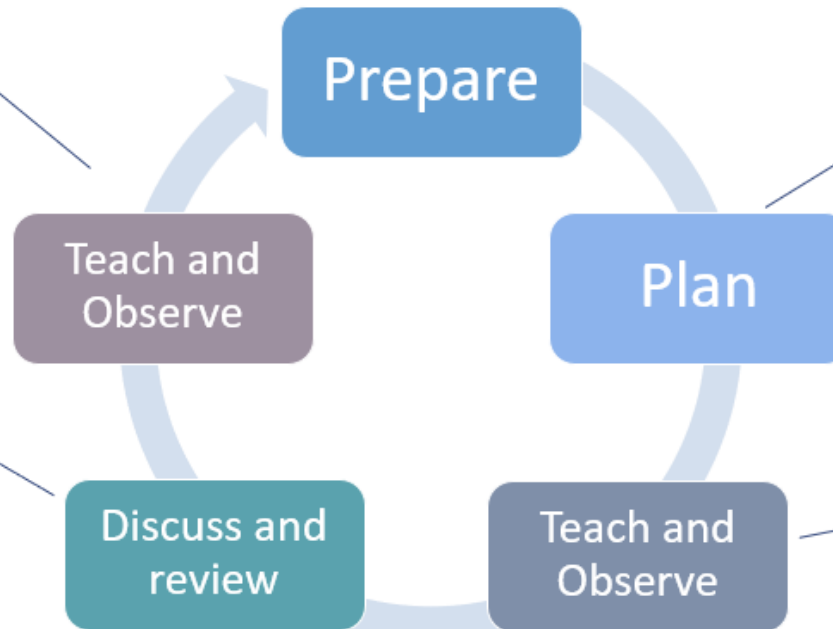 Prepare
Plan
Teach and
Observe
Discuss and
review
Teach and
Observe